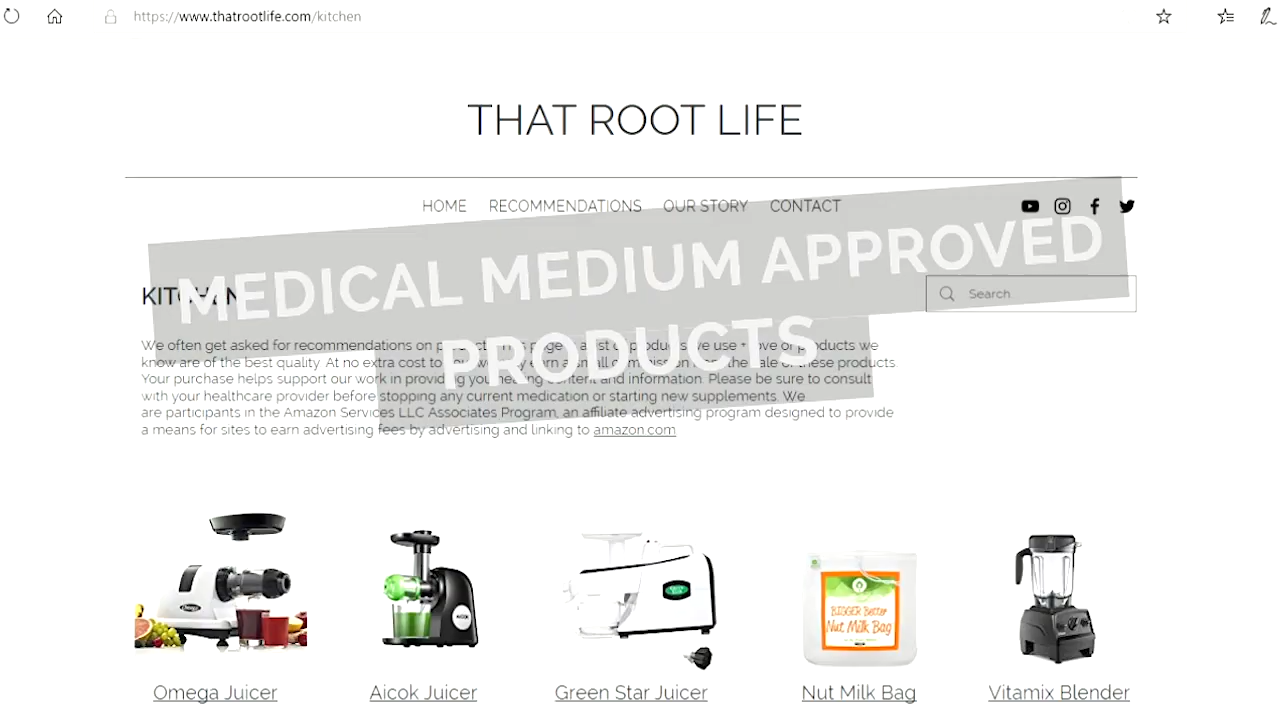 https://www.thatrootlife.com/kitchen
THAT ROOT LIFE
HOME RECOMMENDATIONS OUR STORY CONTACT
MEDICAL MEDIUM APPROVED
PRODUCTS
KITCHEN
Search
We often get asked for recommendations on products. This page is a list of products we use + love or products we
know are of the best quality. At no extra cost to you we may earn a small commission from the sale of these products.
Your purchase helps support our work in providing you healing content and information. Please be sure to consult
with your healthcare provider before stopping any current medication or starting new supplements. We
are participants in the Amazon Services LLC Associates Program, an affiliate advertising program designed to provide
a means for sites to earn advertising fees by advertising and linking to amazon.com
BIGGER Better
Nut Milk Bag
Omega Juicer
Aicok Juicer
Green Star Juicer
Nut Milk Bag
Vitamix Blender